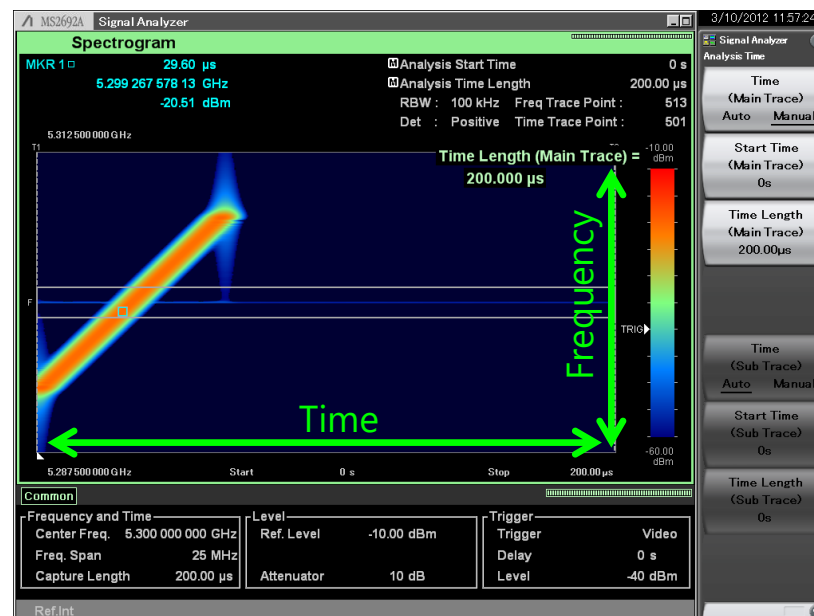 MS2692A Signal Analyzer
3/10/2012 11:57:24
Spectrogram
MKR 1 29.60 µs
5.299 267 578 13 GHz
-20.51 dBm
M Analysis Start Time 0 s
M Analysis Time Length 200.00 µs
RBW : 100 kHz Freq Trace Point : 513
Det : Positive Time Trace Point : 501
5.312 500 000 GHz
T1
Time Length (Main Trace) =
200.000 µs
-10.00
dBm
F
Frequency
TRIG
Time
-60.00
dBm
5.287 500 000 GHz Start 0 s Stop 200.00 µs
Common
Frequency and Time
Center Freq. 5.300 000 000 GHz
Freq. Span 25 MHz
Capture Length 200.00 µs
Level
Ref. Level -10.00 dBm
Attenuator 10 dB
Trigger
Trigger Video
Delay 0 s
Level -40 dBm
Ref.Int
Signal Analyzer
Analysis Time
Time
(Main Trace)
Auto Manual
Start Time
(Main Trace)
0s
Time Length
(Main Trace)
200.00µs
Time
(Sub Trace)
Auto Manual
Start Time
(Sub Trace)
0s
Time Length
(Sub Trace)
0s